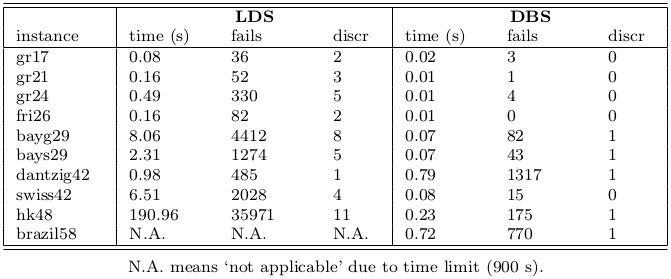 LDS DBS
instance time (s) fails discr time (s) fails discr
gr17 0.08 36 2 0.02 3 0
gr21 0.16 52 3 0.01 1 0
gr24 0.49 330 5 0.01 4 0
fri26 0.16 82 2 0.01 0 0
bayg29 8.06 4412 8 0.07 82 1
bays29 2.31 1274 5 0.07 43 1
dantzig42 0.98 485 1 0.79 1317 1
swiss42 6.51 2028 4 0.08 15 0
hk48 190.96 35971 11 0.23 175 1
brazil58 N.A. N.A. N.A. 0.72 770 1
N.A. means ‘not applicable’ due to time limit (900 s).